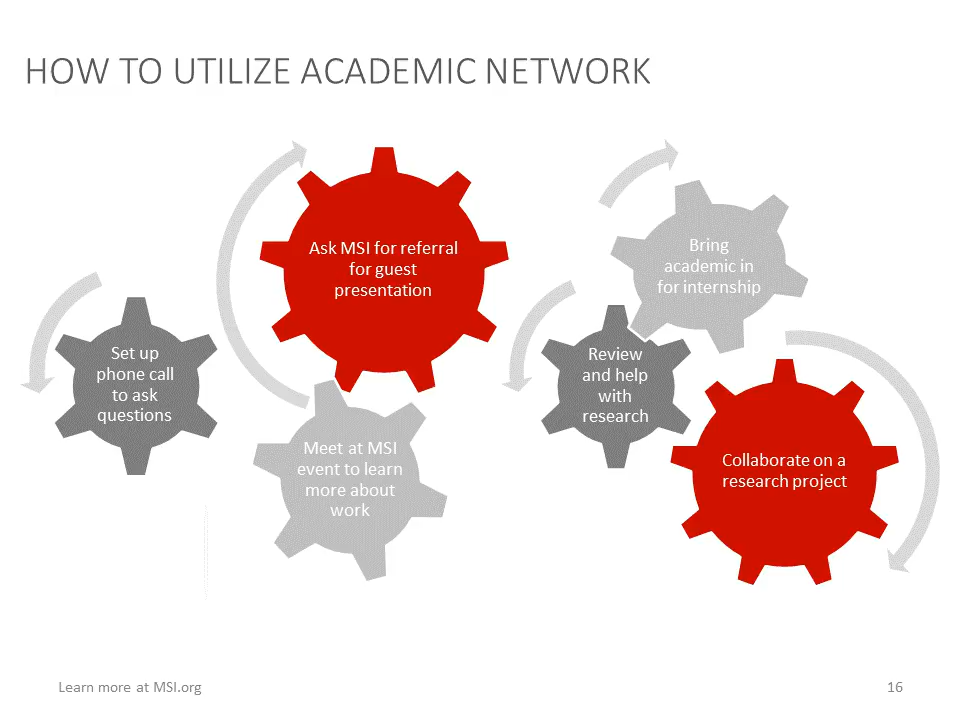 HOW TO UTILIZE ACADEMIC NETWORK
Set up
phone call
to ask
questions
Ask MSI for referral
for guest
presentation
Meet at MSI
event to learn
more about
work
Review
and help
with
research
Bring
academic in
for internship
Collaborate on a
research project
Learn more at MSI.org
16